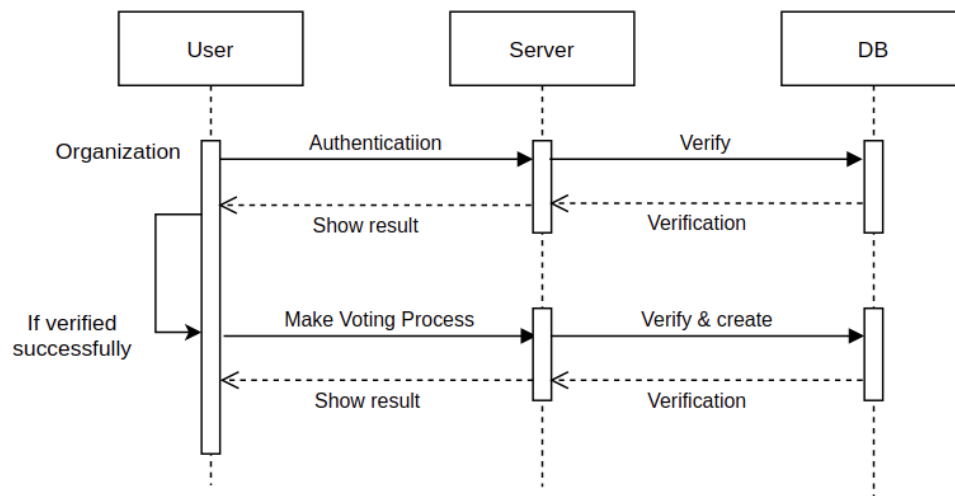 User
Server
DB
Organization
Authenticatiion
Verify
Show result
Verification
If verified
successfully
Make Voting Process
Verify & create
Show result
Verification